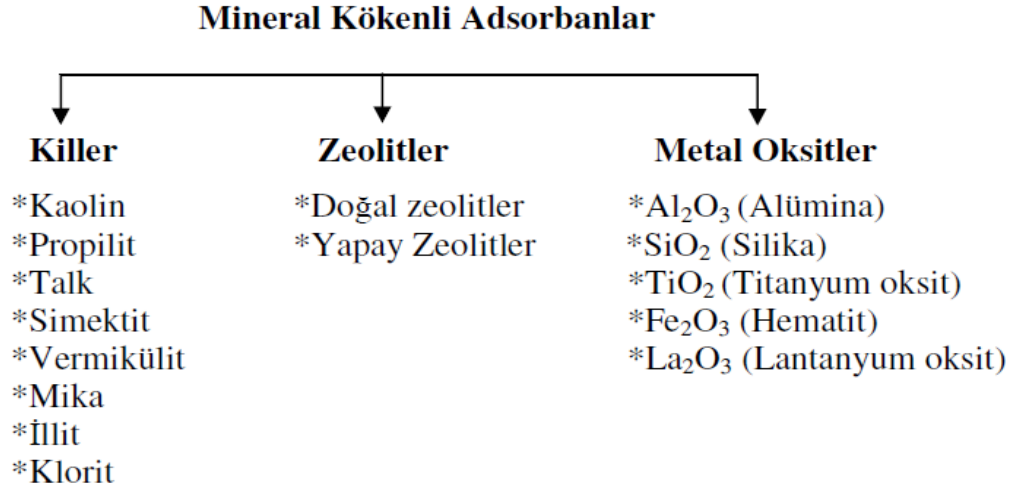 Mineral Kökenli Adsorbanlar
Killer
*Kaolin
*Propilit
*Talk
*Simektit
*Vermikülit
*Mika
*İllit
*Klorit
Zeolitler
*Doğal zeolitler
*Yapay Zeolitler
Metal Oksitler
*Al₂O₃ (Alümina)
*SiO₂ (Silika)
*TiO₂ (Titanyum oksit)
*Fe₂O₃ (Hematit)
*La₂O₃ (Lantanyum oksit)